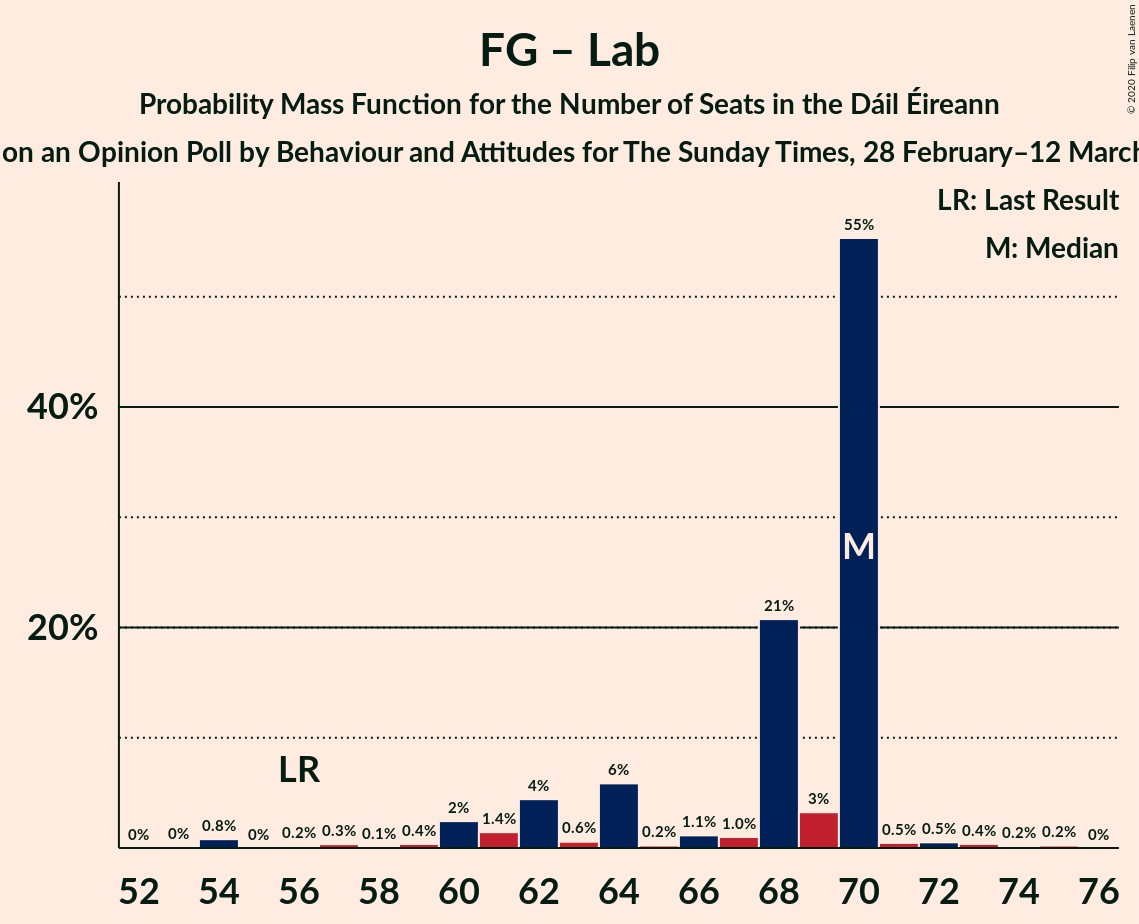 FG – Lab
Probability Mass Function for the Number of Seats in the Dáil Éireann
on an Opinion Poll by Behaviour and Attitudes for The Sunday Times, 28 February–12 March
© 2020 Filip van Laenen
LR: Last Result
M: Median
55%
40%
M
21%
20%
LR
0% 0% 0.8% 0% 0.2% 0.3% 0.1% 0.4% 2% 1.4% 4% 0.6% 6% 0.2% 1.1% 1.0% 3% 0.5% 0.5% 0.4% 0.2% 0.2% 0%
52 54 56 58 60 62 64 66 68 70 72 74 76